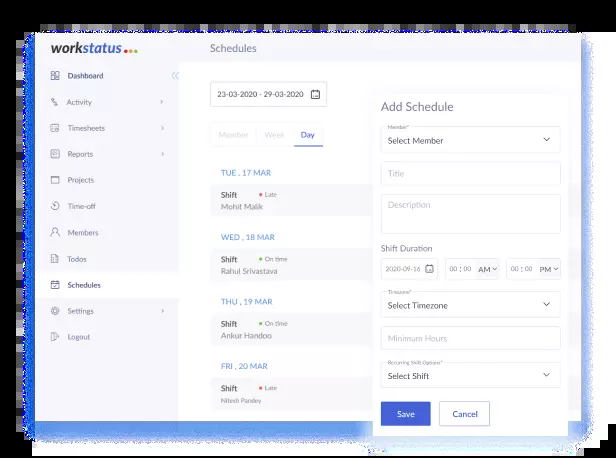 workstatus
Schedules
Dashboard
Activity
Timesheets
Reports
Projects
Time-off
Members
Todos
Schedules
Settings
Logout
23-03-2020 - 29-03-2020
Member Week Day
TUE , 17 MAR
Shift Late
Mohit Malik
WED , 18 MAR
Shift On time
Rahul Srivastava
THU , 19 MAR
Shift On time
Ankur Handoo
FRI , 20 MAR
Shift Late
Nitesh Pandey
Add Schedule
Member*
Select Member
Title
Description
Shift Duration
2020-09-16 00 : 00 AM 00 : 00 PM
Timezone*
Select Timezone
Minimum Hours
Recurring Shift Options*
Select Shift
Save Cancel